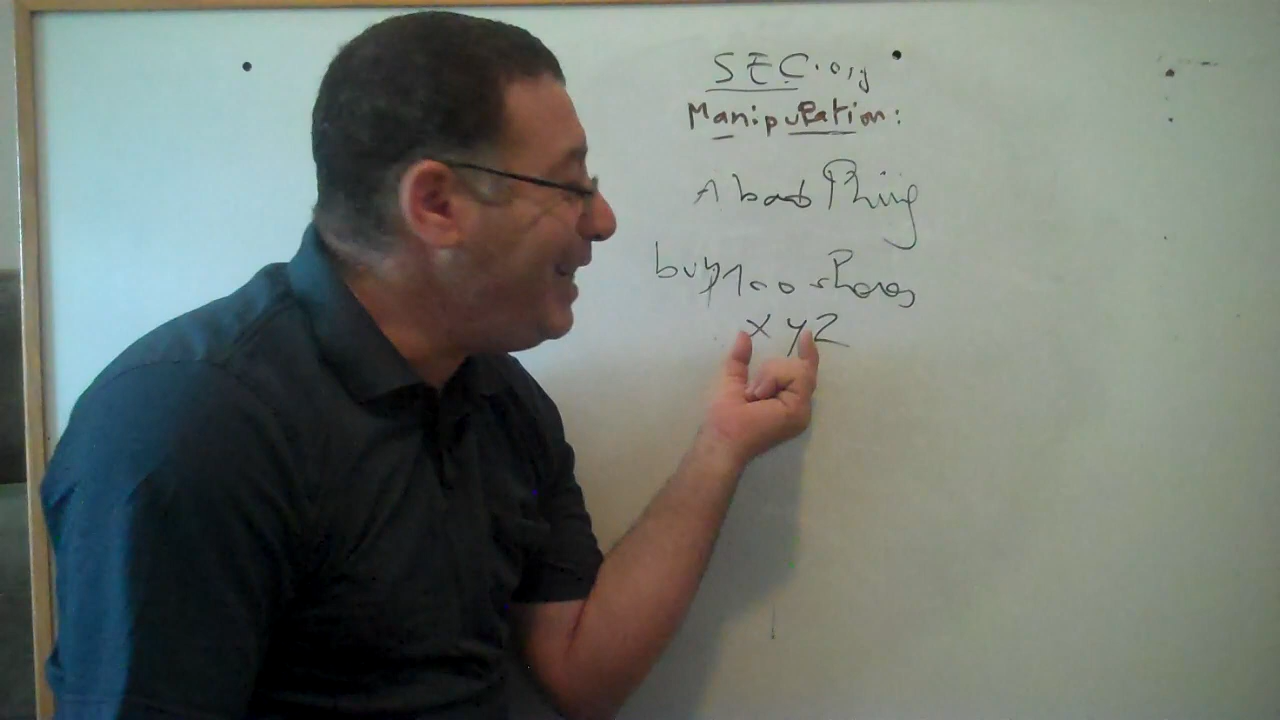 SEC.org
Manipulation:
A bad Thing
buy 100 shares
XYZ